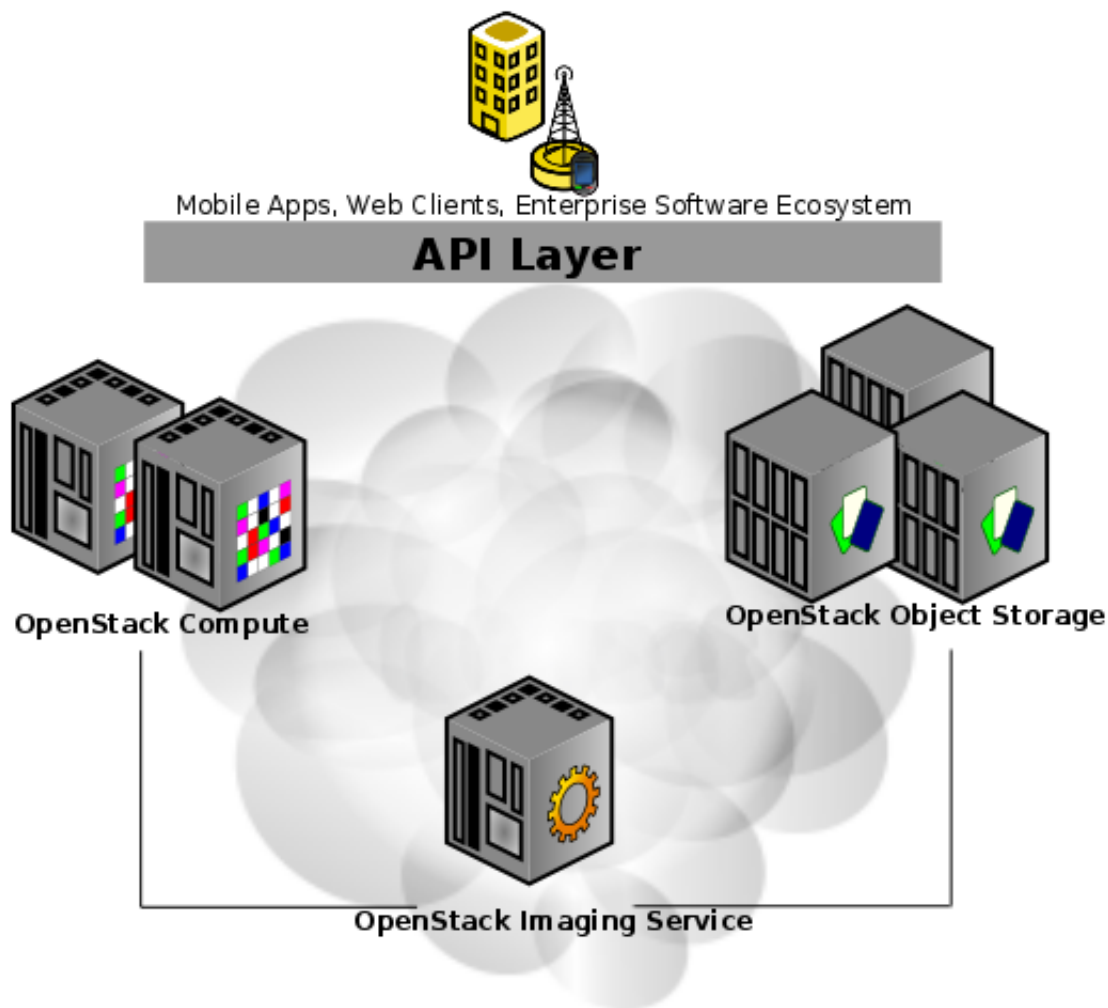 Mobile Apps, Web Clients, Enterprise Software Ecosystem
API Layer
OpenStack Compute
OpenStack Object Storage
OpenStack Imaging Service